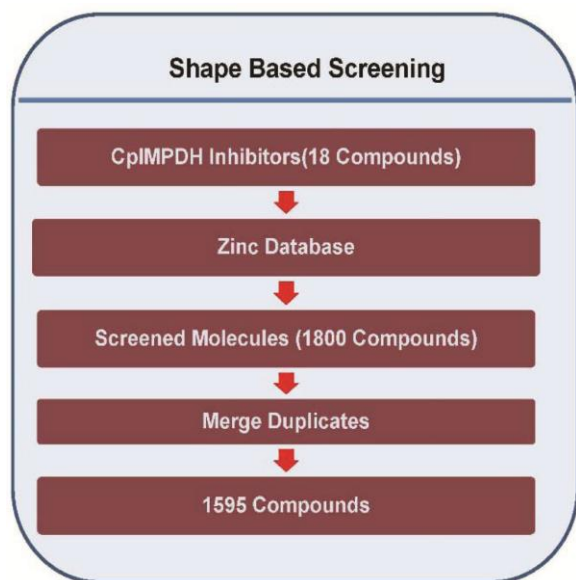 Shape Based Screening
CpIMPDH Inhibitors(18 Compounds)
Zinc Database
Screened Molecules (1800 Compounds)
Merge Duplicates
1595 Compounds